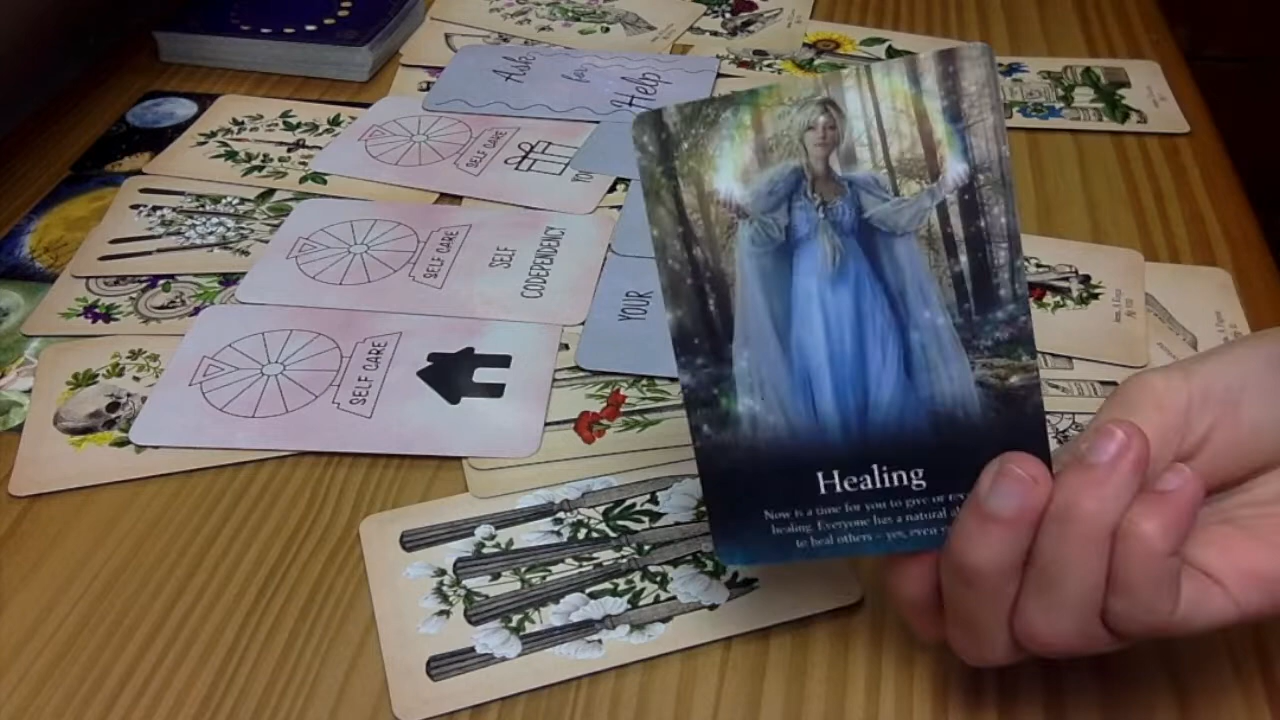 Ask
for
Help
SELF CARE
YOU
SELF CARE
SELF
CODEPENDENCY
YOUR
SELF CARE
Healing
Now is a time for you to give or
healing. Everyone has a natural
to heal others – yes, even